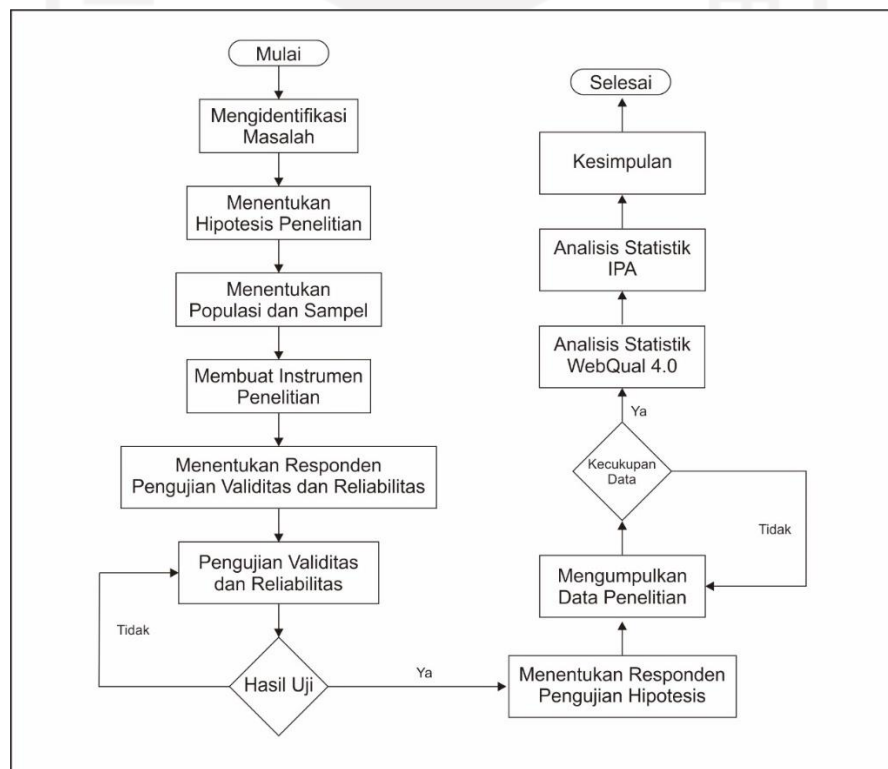 Mulai
Mengidentifikasi
Masalah
Menentukan
Hipotesis Penelitian
Menentukan
Populasi dan Sampel
Membuat Instrumen
Penelitian
Menentukan Responden
Pengujian Validitas dan Reliabilitas
Pengujian Validitas
dan Reliabilitas
Tidak
Hasil Uji
Ya
Menentukan Responden
Pengujian Hipotesis
Mengumpulkan
Data Penelitian
Tidak
Kecukupan
Data
Ya
Analisis Statistik
WebQual 4.0
Analisis Statistik
IPA
Kesimpulan
Selesai